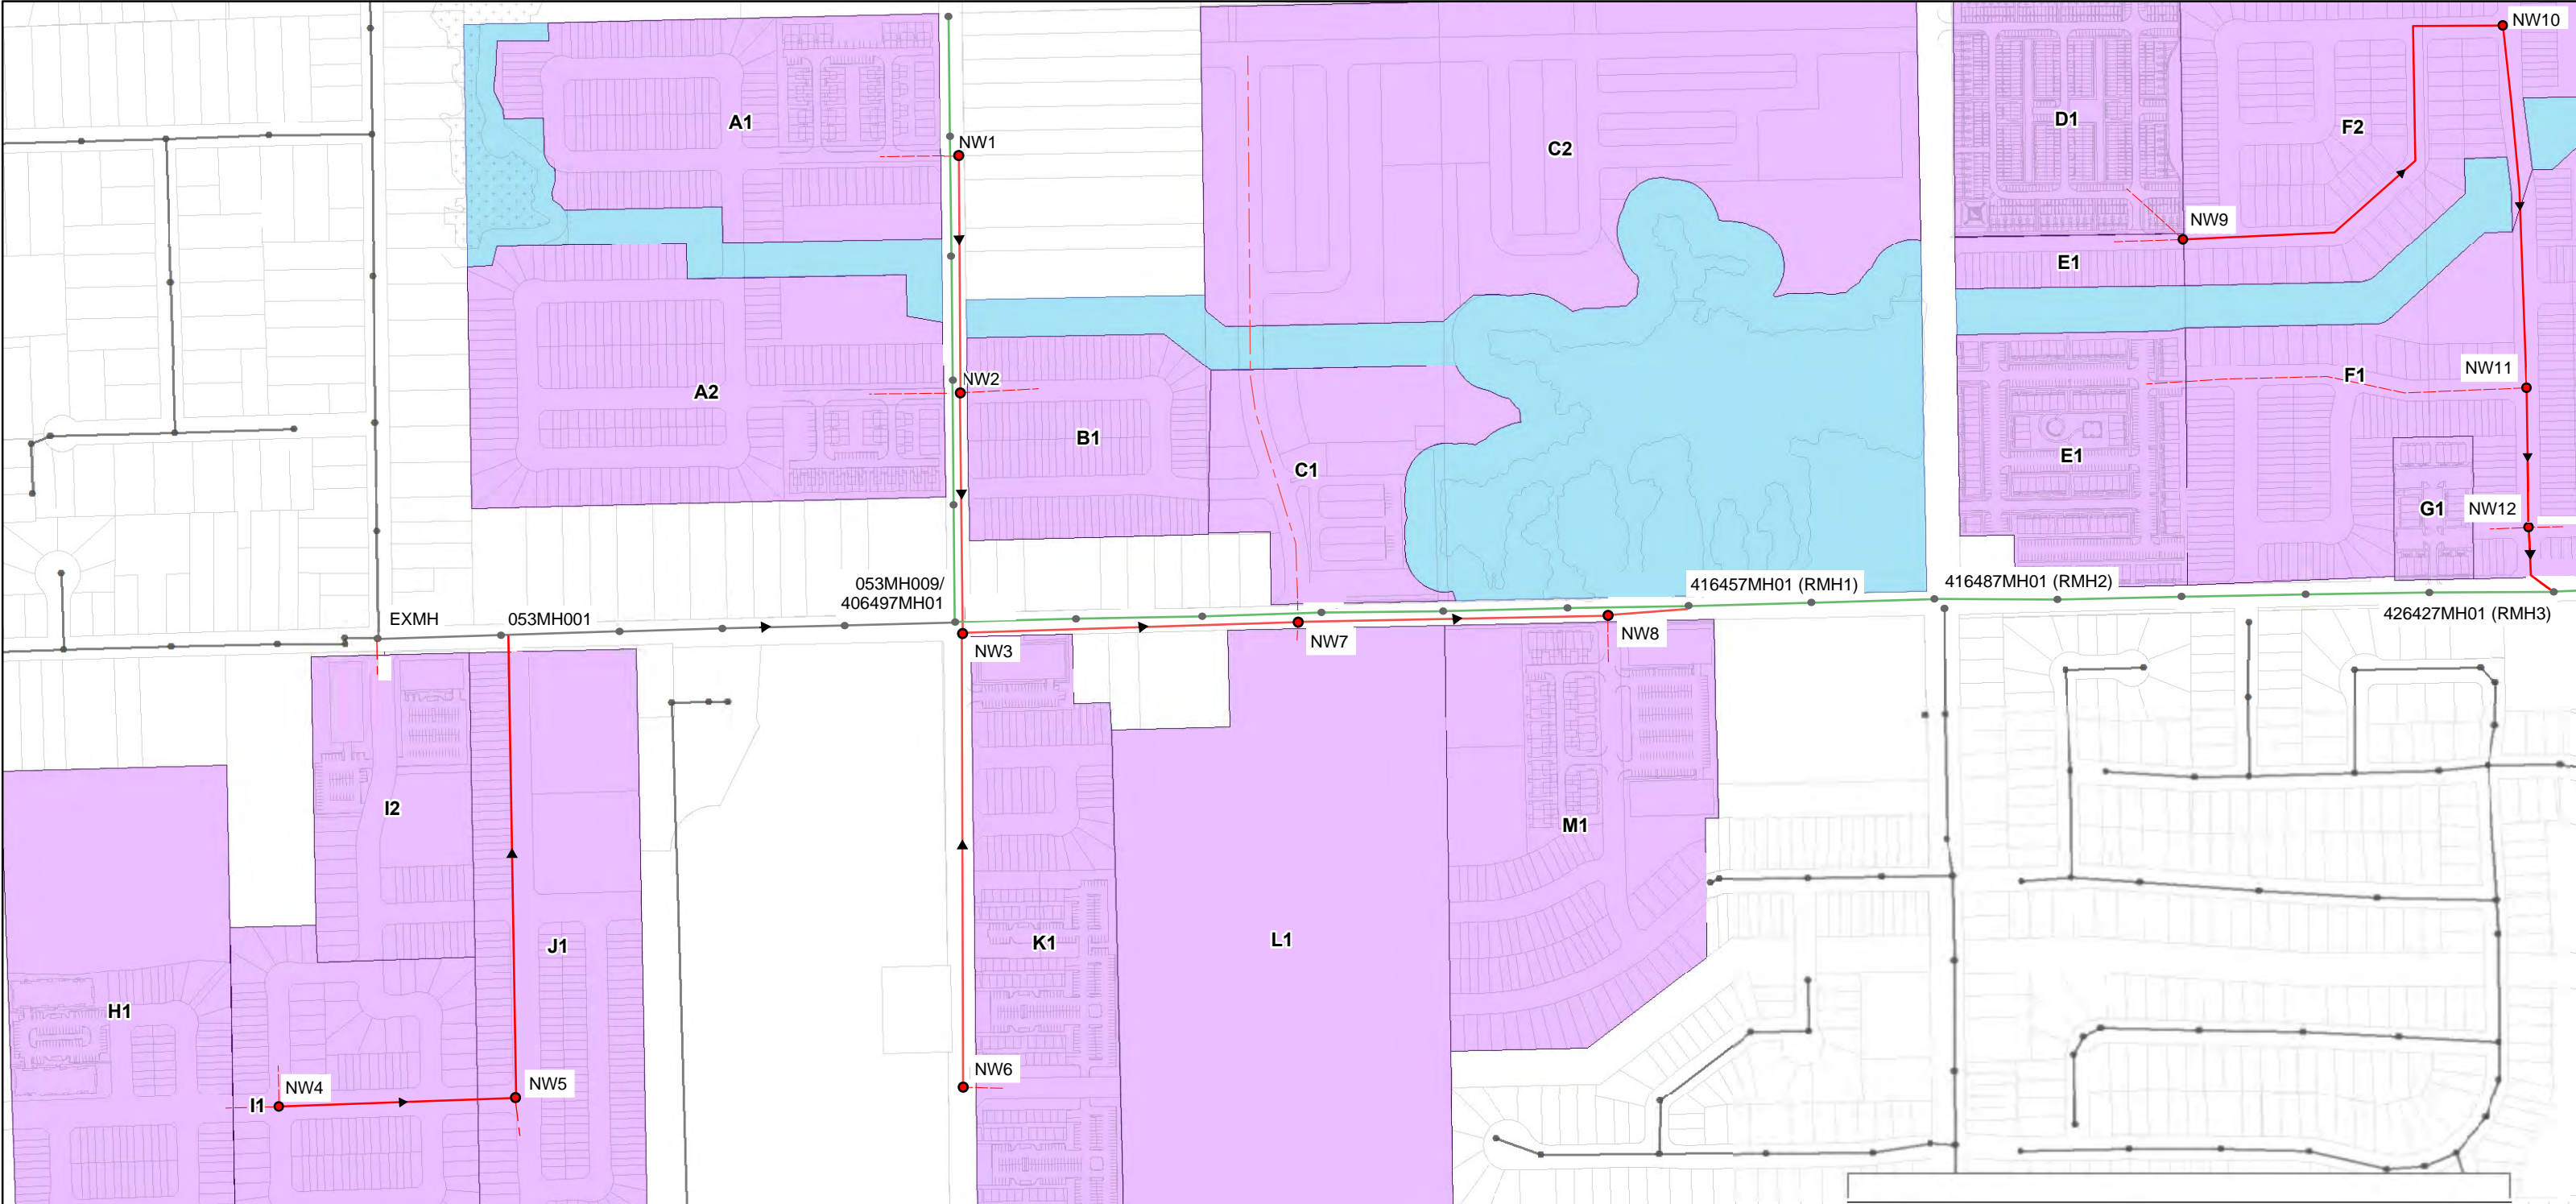 NW10
A1
D1
F2
NW1
C2
NW9
E1
NW11
F1
NW2
A2
B1
E1
C1
G1
NW12
053MH009/
406497MH01
416457MH01 (RMH1)
416487MH01 (RMH2)
426427MH01 (RMH3)
EXMH
053MH001
NW3
NW7
NW8
I2
M1
J1
K1
L1
H1
NW4
NW5
NW6
I1